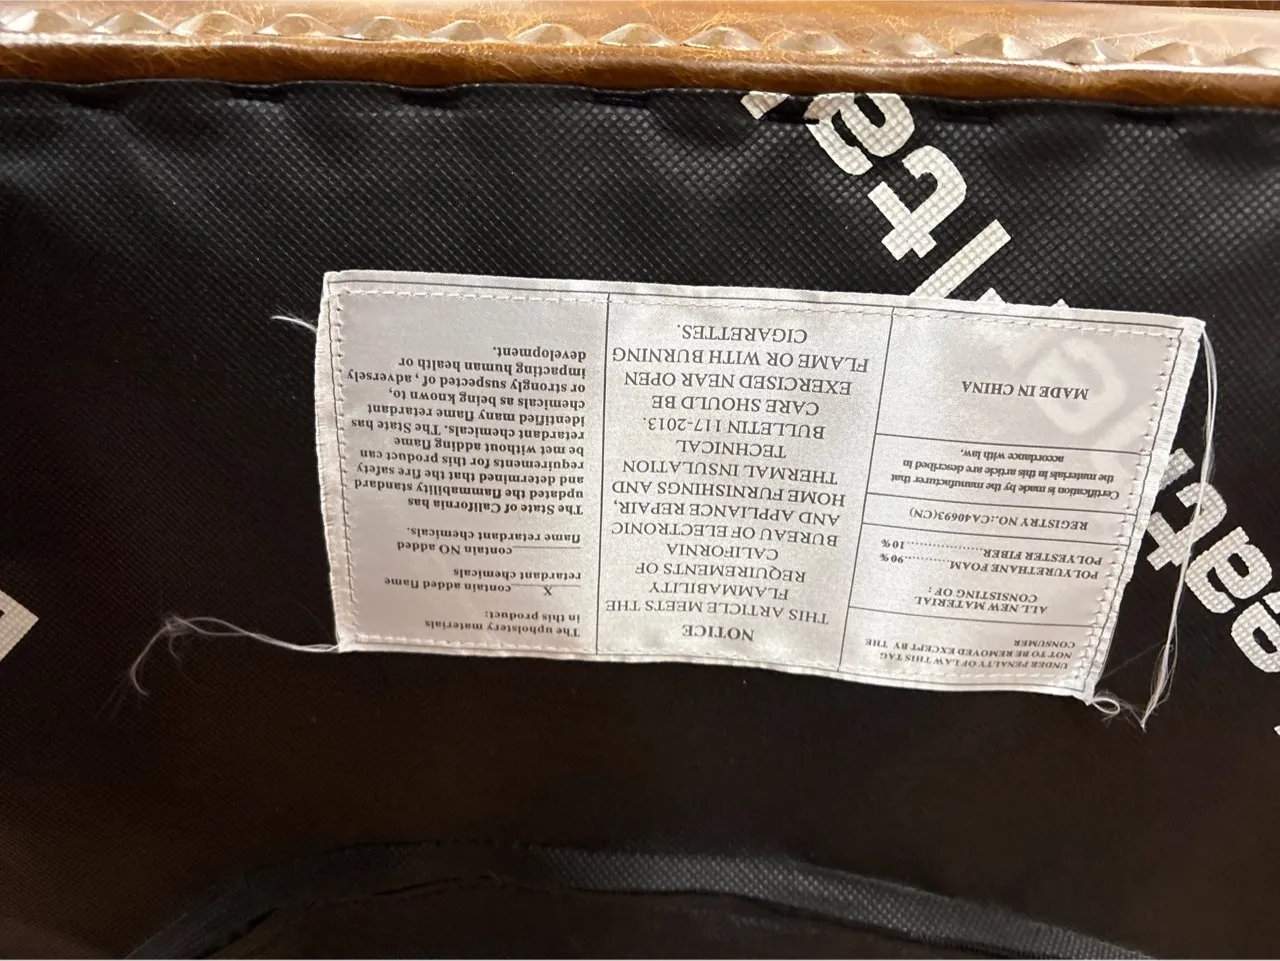 UNDER PENALTY OF LAW THIS TAG
NOT TO BE REMOVED EXCEPT BY THE
CONSUMER
ALL NEW MATERIAL
CONSISTING OF :
POLYURETHANE FOAM............90%
POLYESTER FIBER....................10%
REGISTRY NO.:CA40693(CN)
Certification is made by the manufacturer that
the materials in this article are described in
accordance with law.
MADE IN CHINA
NOTICE
THIS ARTICLE MEETS THE
FLAMMABILITY
REQUIREMENTS OF
CALIFORNIA
BUREAU OF ELECTRONIC
AND APPLIANCE REPAIR,
HOME FURNISHINGS AND
THERMAL INSULATION
TECHNICAL
BULLETIN 117-2013.
CARE SHOULD BE
EXERCISED NEAR OPEN
FLAME OR WITH BURNING
CIGARETTES.
The upholstery materials
in this product:
____X____contain added flame
retardant chemicals
_________contain NO added
flame retardant chemicals.
The State of California has
updated the flammability standard
and determined that the fire safety
requirements for this product can
be met without adding flame
retardant chemicals. The State has
identified many flame retardant
chemicals as being known to,
or strongly suspected of , adversely
impacting human health or
development.